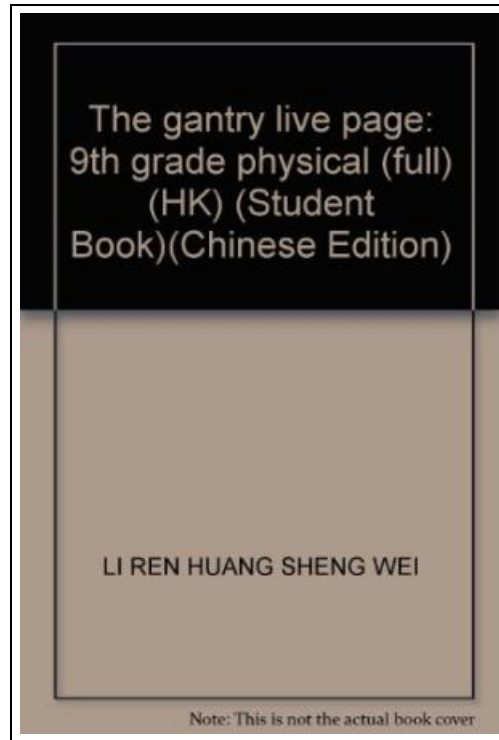 The gantry live page:
9th grade physical (full)
(HK) (Student
Book)(Chinese Edition)
LI REN HUANG SHENG WEI
Note: This is not the actual book cover